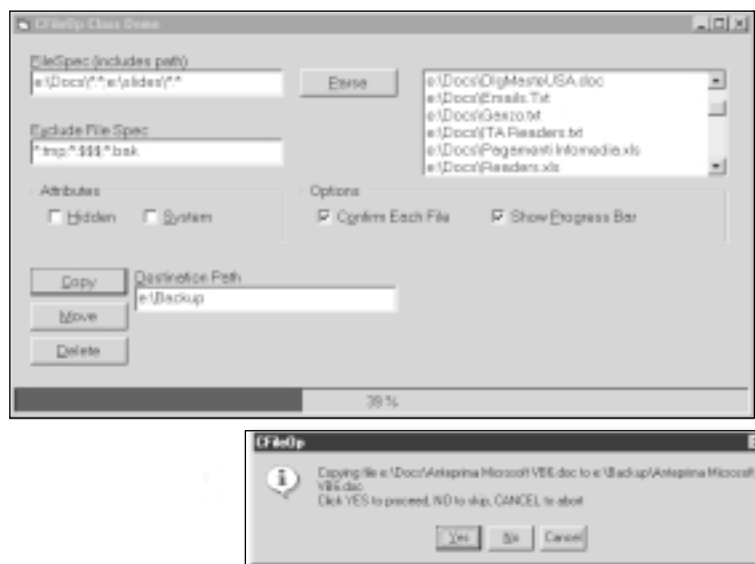 CFileOp Class Demo
FileSpec (includes path)
e:\Docs\*.*;e:\slides\*.*
Parse
e:\Docs\DlgMasteUSA.doc
e:\Docs\Emails.Txt
e:\Docs\Ganzo.txt
e:\Docs\ITA Readers.txt
e:\Docs\Pagamenti Infomedia.xls
e:\Docs\Readers.xls
Exclude File Spec
*.tmp;*.$$$;*.bak
Attributes
Hidden
System
Options
Confirm Each File
Show Progress Bar
Copy
Destination Path
e:\Backup
Move
Delete
39 %
CFileOp
Copying file e:\Docs\Anteprima Microsoft VB6.doc to e:\Backup\Anteprima Microsoft
VB6.doc
Click YES to proceed, NO to skip, CANCEL to abort
Yes
No
Cancel